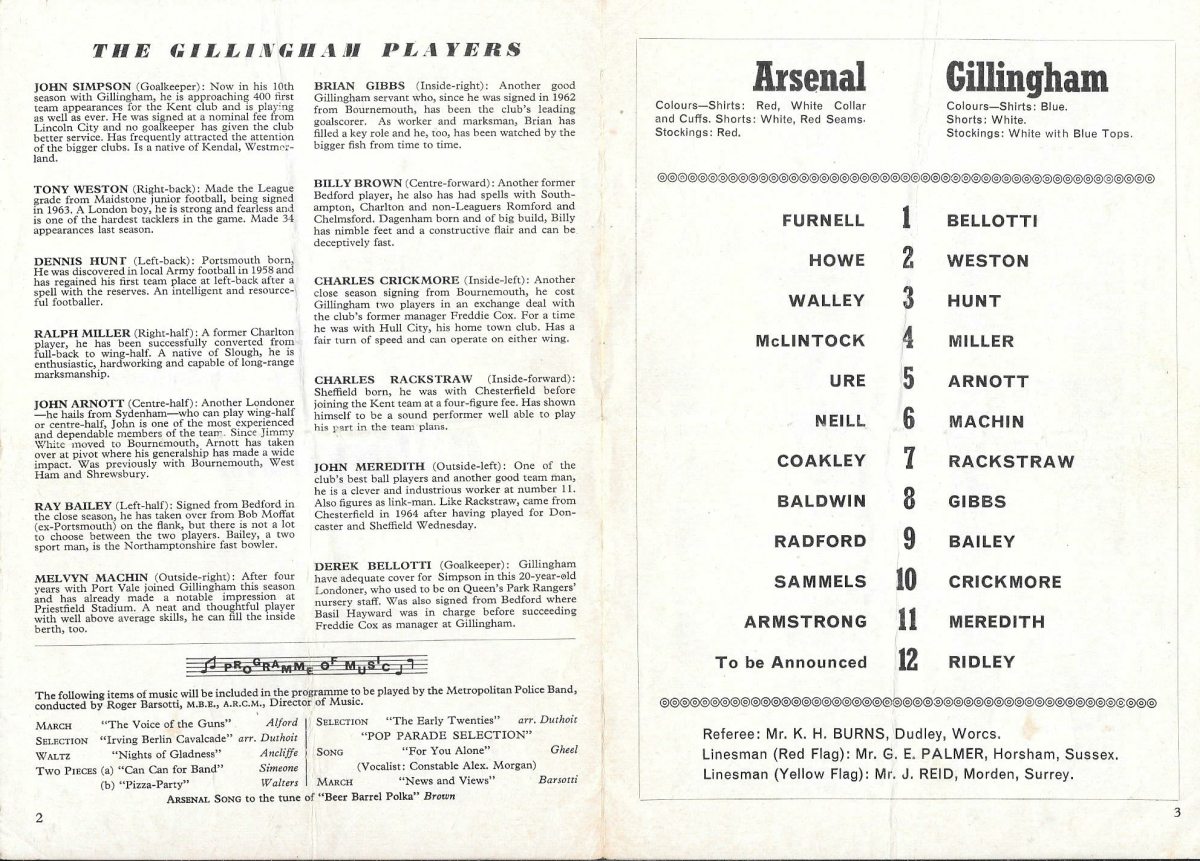 THE GILLINGHAM PLAYERS
JOHN SIMPSON (Goalkeeper): Now in his 10th
season with Gillingham, he is approaching 400 first
team appearances for the Kent club and is playing
as well as ever. He was signed at a nominal fee from
Lincoln City and no goalkeeper has given the club
better service. Has frequently attracted the attention
of the bigger clubs. Is a native of Kendal, Westmor-
land.
TONY WESTON (Right-back): Made the League
grade from Maidstone junior football, being signed
in 1963. A London boy, he is strong and fearless and
is one of the hardest tacklers in the game. Made 34
appearances last season.
DENNIS HUNT (Left-back): Portsmouth born,
He was discovered in local Army football in 1958 and
has regained his first team place at left-back after a
spell with the reserves. An intelligent and resource-
ful footballer.
RALPH MILLER (Right-half): A former Charlton
player, he has been successfully converted from
full-back to wing-half. A native of Slough, he is
enthusiastic, hardworking and capable of long-range
marksmanship.
JOHN ARNOTT (Centre-half): Another Londoner
—he hails from Sydenham—who can play wing-half
or centre-half, John is one of the most experienced
and dependable members of the team. Since Jimmy
White moved to Bournemouth, Arnott has taken
over at pivot where his generalship has made a wide
impact. Was previously with Bournemouth, West
Ham and Shrewsbury.
RAY BAILEY (Left-half): Signed from Bedford in
the close season, he has taken over from Bob Moffat
(ex-Portsmouth) on the flank, but there is not a lot
to choose between the two players. Bailey, a two
sport man, is the Northamptonshire fast bowler.
MELVYN MACHIN (Outside-right): After four
years with Port Vale joined Gillingham this season
and has already made a notable impression at
Priestfield Stadium. A neat and thoughtful player
with well above average skills, he can fill the inside
berth, too.
BRIAN GIBBS (Inside-right): Another good
Gillingham servant who, since he was signed in 1962
from Bournemouth, has been the club's leading
goalscorer. As worker and marksman, Brian has
filled a key role and he, too, has been watched by the
bigger fish from time to time.
BILLY BROWN (Centre-forward): Another former
Bedford player, he also has had spells with South-
ampton, Charlton and non-Leaguers Romford and
Chelmsford. Dagenham born and of big build, Billy
has nimble feet and a constructive flair and can be
deceptively fast.
CHARLES CRICKMORE (Inside-left): Another
close season signing from Bournemouth, he cost
Gillingham two players in an exchange deal with
the club's former manager Freddie Cox. For a time
he was with Hull City, his home town club. Has a
fair turn of speed and can operate on either wing.
CHARLES RACKSTRAW (Inside-forward):
Sheffield born, he was with Chesterfield before
joining the Kent team at a four-figure fee. Has shown
himself to be a sound performer well able to play
his part in the team plans.
JOHN MEREDITH (Outside-left): One of the
club's best ball players and another good team man,
he is a clever and industrious worker at number 11.
Also figures as link-man. Like Rackstraw, came from
Chesterfield in 1964 after having played for Don-
caster and Sheffield Wednesday.
DEREK BELLOTTI (Goalkeeper): Gillingham
have adequate cover for Simpson in this 20-year-old
Londoner, who used to be on Queen's Park Rangers'
nursery staff. Was also signed from Bedford where
Basil Hayward was in charge before succeeding
Freddie Cox as manager at Gillingham.
PROGRAMME OF MUSIC
The following items of music will be included in the programme to be played by the Metropolitan Police Band,
conducted by Roger Barsotti, M.B.E., A.R.C.M., Director of Music.
MARCH "The Voice of the Guns" Alford
SELECTION "Irving Berlin Cavalcade" arr. Duthoit
WALTZ "Nights of Gladness" Ancliffe
TWO PIECES (a) "Can Can for Band" Simeone
(b) "Pizza-Party" Walters
SELECTION "The Early Twenties" arr. Duthoit
"POP PARADE SELECTION"
SONG "For You Alone" Gheel
(Vocalist: Constable Alex. Morgan)
MARCH "News and Views" Barsotti
ARSENAL SONG to the tune of "Beer Barrel Polka" Brown
2
Arsenal
Colours—Shirts: Red, White Collar
and Cuffs. Shorts: White, Red Seams.
Stockings: Red.
Gillingham
Colours—Shirts: Blue.
Shorts: White.
Stockings: White with Blue Tops.
FURNELL 1 BELLOTTI
HOWE 2 WESTON
WALLEY 3 HUNT
McLINTOCK 4 MILLER
URE 5 ARNOTT
NEILL 6 MACHIN
COAKLEY 7 RACKSTRAW
BALDWIN 8 GIBBS
RADFORD 9 BAILEY
SAMMELS 10 CRICKMORE
ARMSTRONG 11 MEREDITH
To be Announced 12 RIDLEY
Referee: Mr. K. H. BURNS, Dudley, Worcs.
Linesman (Red Flag): Mr. G. E. PALMER, Horsham, Sussex.
Linesman (Yellow Flag): Mr. J. REID, Morden, Surrey.
3